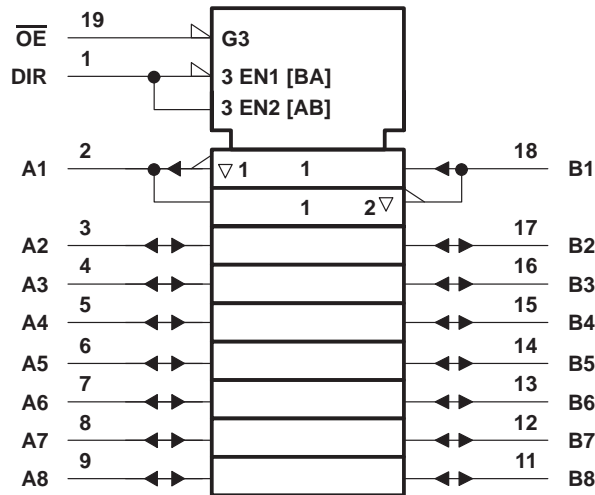 OE 19 G3
DIR 1 3 EN1 [BA]
3 EN2 [AB]
A1 2 ▽ 1 1 18 B1
1 2 ▽
A2 3 17 B2
A3 4 16 B3
A4 5 15 B4
A5 6 14 B5
A6 7 13 B6
A7 8 12 B7
A8 9 11 B8